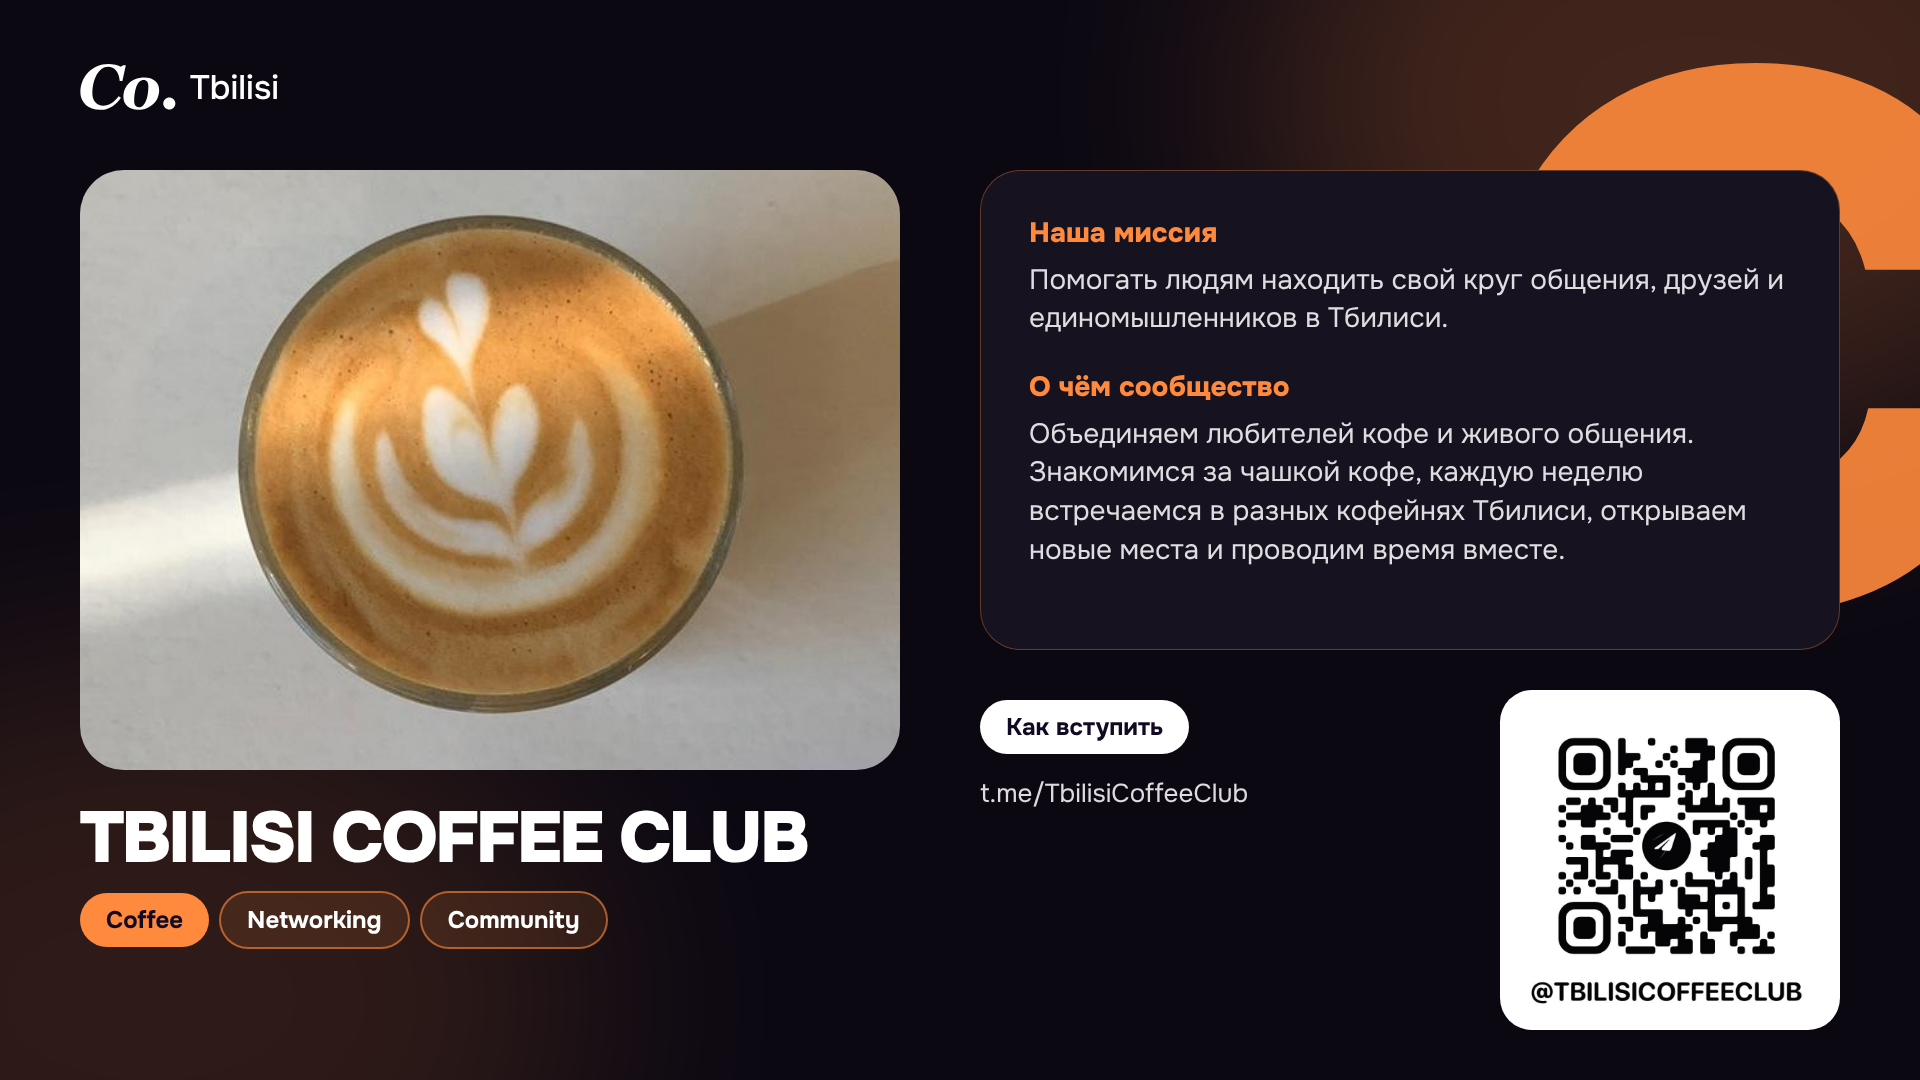 Co. Tbilisi
TBILISI COFFEE CLUB
Coffee
Networking
Community
Наша миссия
Помогать людям находить свой круг общения, друзей и
единомышленников в Тбилиси.
О чём сообщество
Объединяем любителей кофе и живого общения.
Знакомимся за чашкой кофе, каждую неделю
встречаемся в разных кофейнях Тбилиси, открываем
новые места и проводим время вместе.
Как вступить
t.me/TbilisiCoffeeClub
@TBILISICOFFEECLUB